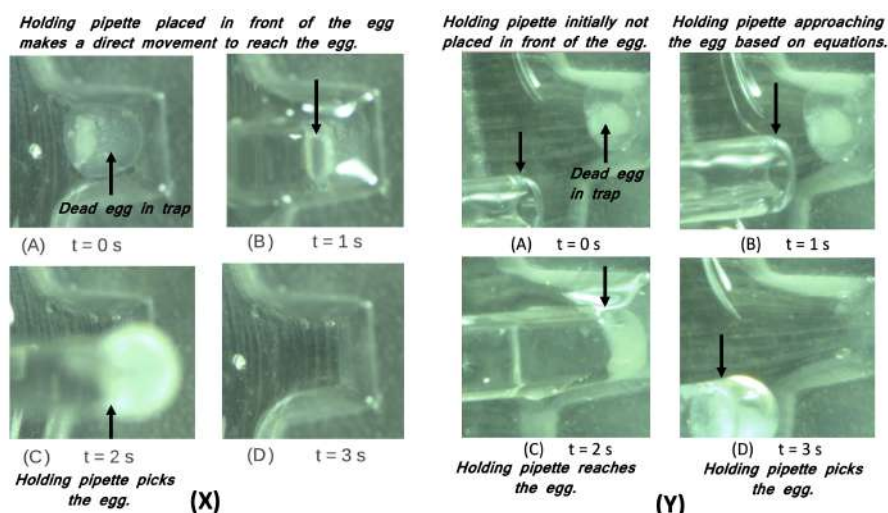 Holding pipette placed in front of the egg
makes a direct movement to reach the egg.
Dead egg in trap
(A) t = 0 s
(B) t = 1 s
(C) t = 2 s
(D) t = 3 s
Holding pipette picks
the egg.
(X)
Holding pipette initially not
placed in front of the egg.
Holding pipette approaching
the egg based on equations.
Dead egg
in trap
(A) t = 0 s
(B) t = 1 s
(C) t = 2 s
(D) t = 3 s
Holding pipette reaches
the egg.
Holding pipette picks
the egg.
(Y)